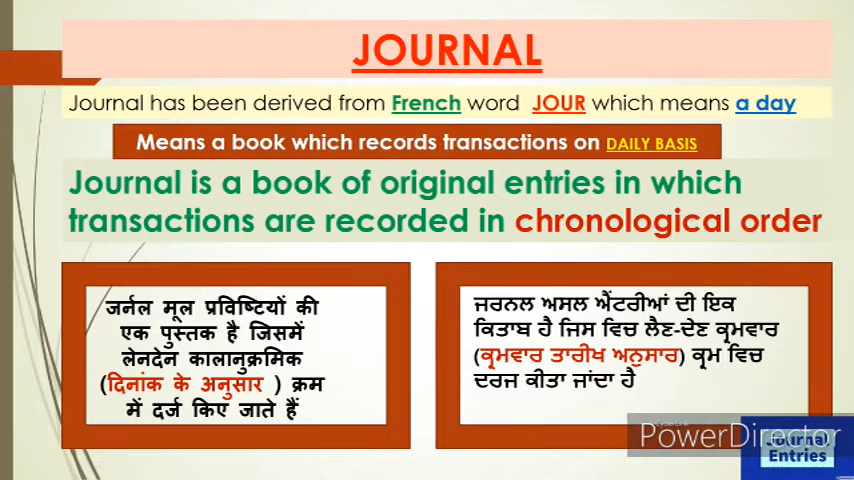 JOURNAL
Journal has been derived from French word JOUR which means a day
Means a book which records transactions on DAILY BASIS
Journal is a book of original entries in which
transactions are recorded in chronological order
जर्नल मूल प्रविष्टियों की
एक पुस्तक है जिसमें
लेनदेन कालानुक्रमिक
(दिनांक के अनुसार ) क्रम
में दर्ज किए जाते हैं
ਜਰਨਲ ਅਸਲ ਐਂਟਰੀਆਂ ਦੀ ਇਕ
ਕਿਤਾਬ ਹੈ ਜਿਸ ਵਿਚ ਲੈਣ-ਦੇਣ ਕ੍ਰਮਵਾਰ
(ਕ੍ਰਮਵਾਰ ਤਾਰੀਖ ਅਨੁਸਾਰ) ਕ੍ਰਮ ਵਿਚ
ਦਰਜ ਕੀਤਾ ਜਾਂਦਾ ਹੈ
CyberLink
PowerDirector
Journal
Entries